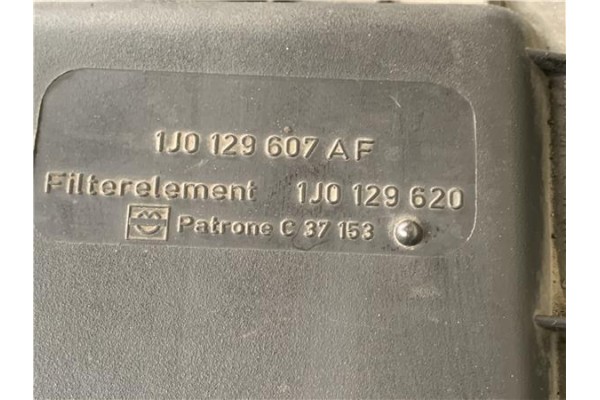 1J0 129 607 AF
Filterelement 1J0 129 620
Patrone C 37 153